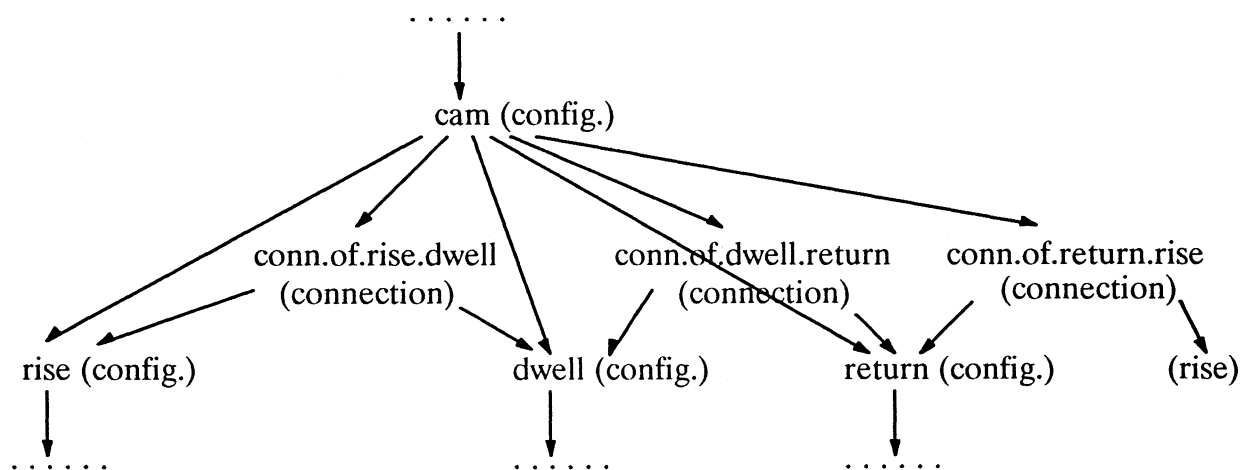 . . . . . .
cam (config.)
conn.of.rise.dwell conn.of.dwell.return conn.of.return.rise
(connection) (connection) (connection)
rise (config.) dwell (config.) return (config.) (rise)
. . . . . . . . . . . . . . . . . .